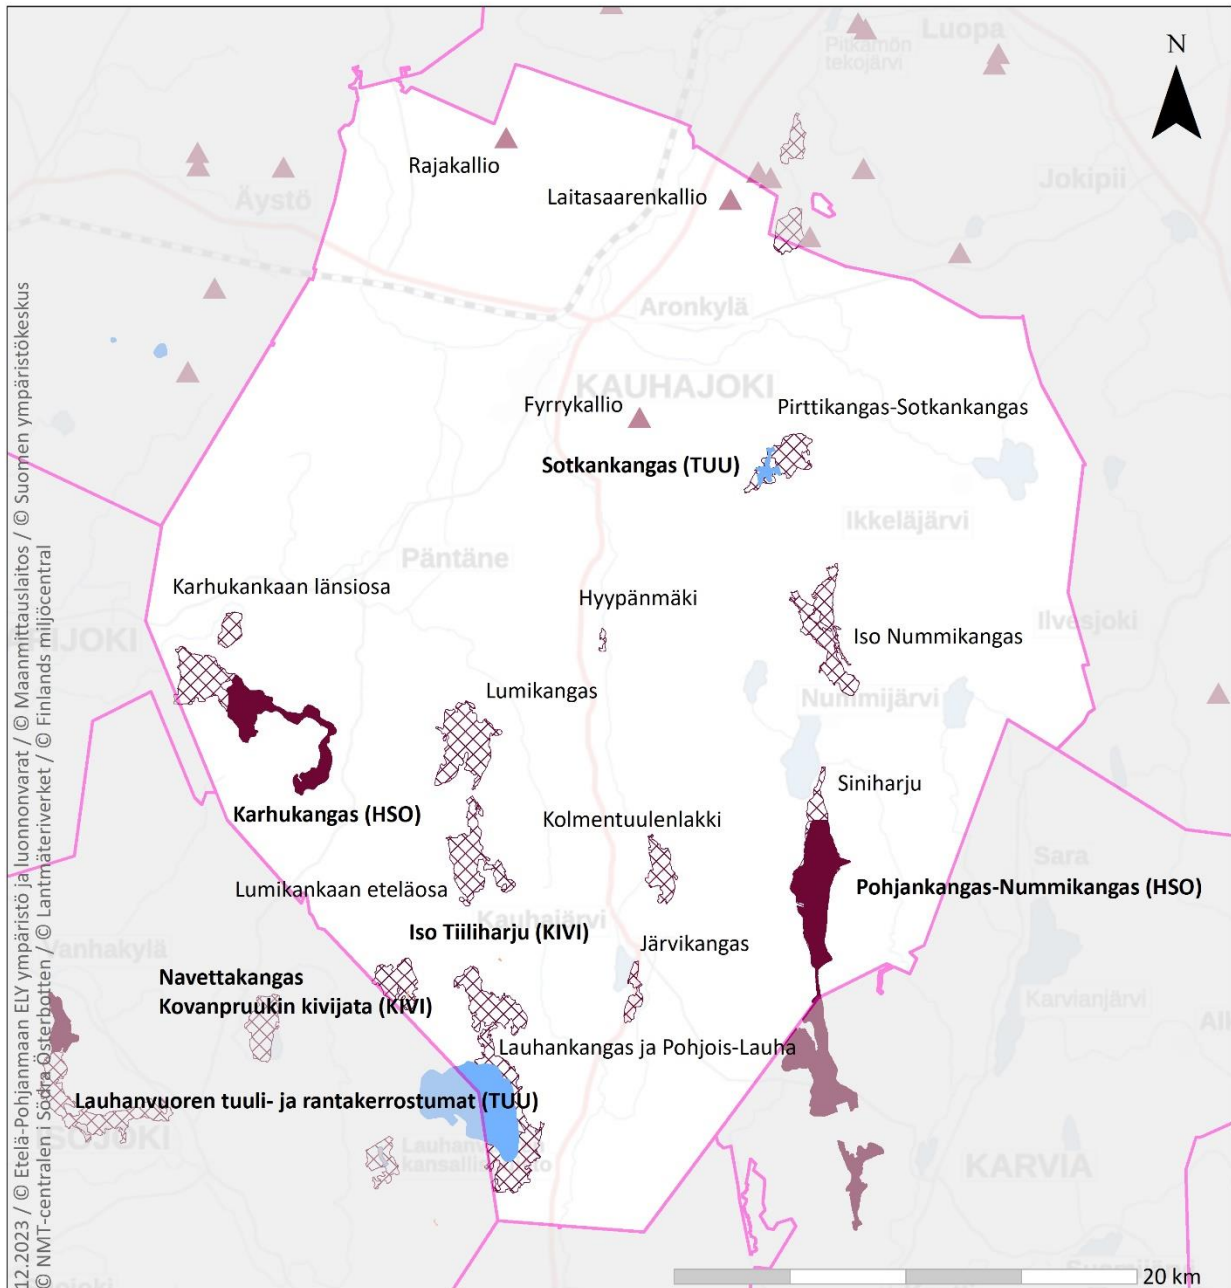 Luopa
Pitkämön
tekojärvi
N
Rajakallio
Laitasaarenkallio
Jokipii
Äystö
Aronkylä
KAUHAJOKI
Fyrrykallio
Pirttikangas-Sotkankangas
Sotkankangas (TUU)
Ikkeläjärvi
Päntäne
Karhukankaan länsiosa
Hyypänmäki
Ilvesjoki
Iso Nummikangas
Lumikangas
Nummijärvi
Siniharju
Karhukangas (HSO)
Kolmentuulenlakki
Sara
Lumikankaan eteläosa
Pohjankangas-Nummikangas (HSO)
Kauhajärvi
Iso Tiiliharju (KIVI)
Järvikangas
Vanhakylä
Navettakangas
Kovanpruukin kivijata (KIVI)
Karvianjärvi
Lauhankangas ja Pohjois-Lauha
Lauhanvuoren tuuli- ja rantakerrostumat (TUU)
ISOJOKI
KARVIA
20 km
12.2023 / © Etelä-Pohjanmaan ELY ympäristö ja luonnonvarat / © Maanmittauslaitos / © Suomen ympäristökeskus
© NMT-centralen i Södra Österbotten / © Lantmäteriverket / © Finlands miljöcentral